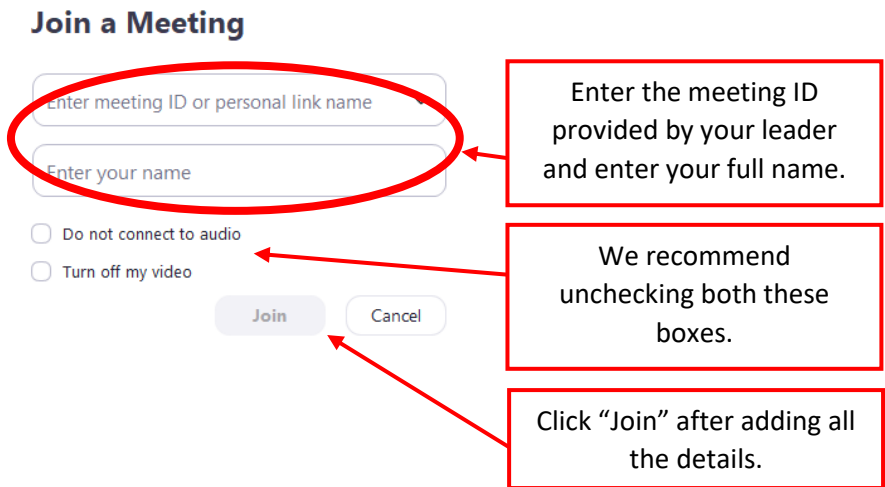 Join a Meeting
Enter meeting ID or personal link name
Enter your name
Do not connect to audio
Turn off my video
Join
Cancel
Enter the meeting ID
provided by your leader
and enter your full name.
We recommend
unchecking both these
boxes.
Click “Join” after adding all
the details.